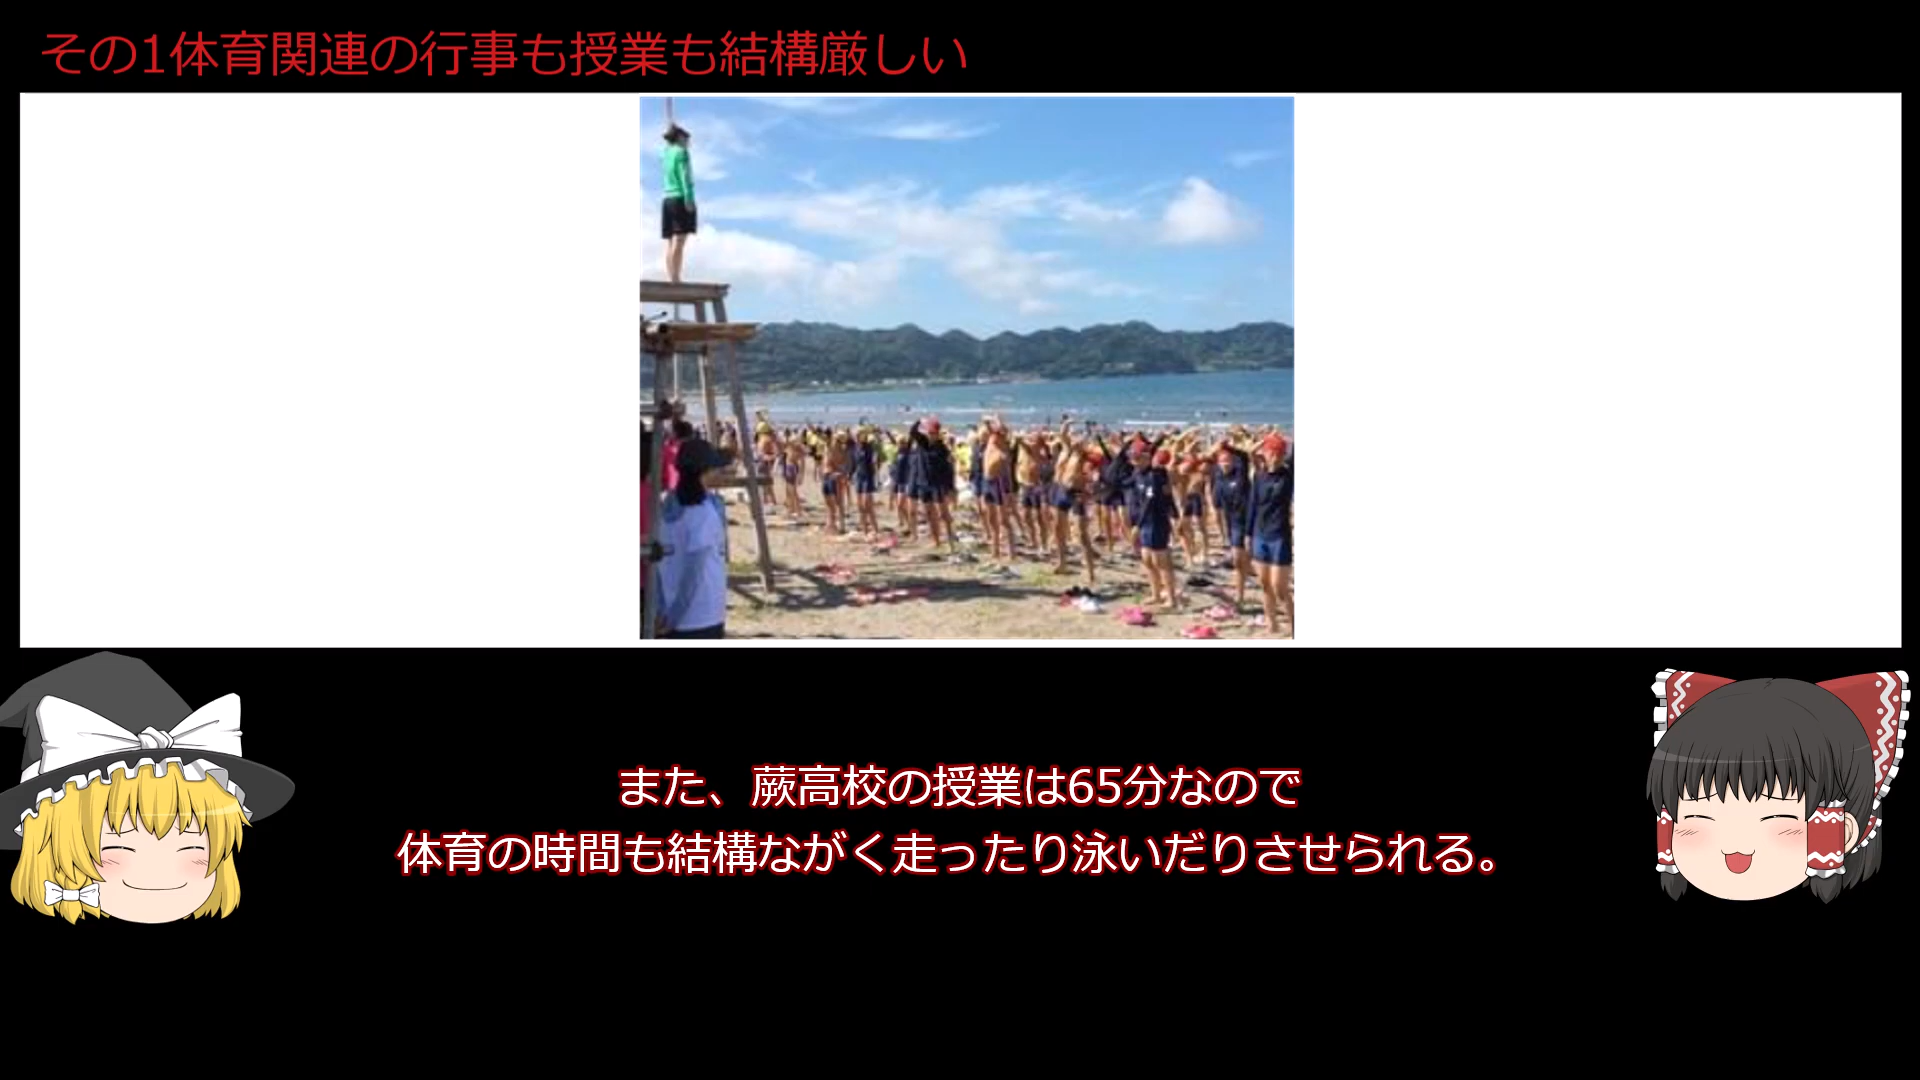 その1体育関連の行事も授業も結構厳しい
また、蕨高校の授業は65分なので
体育の時間も結構ながく走ったり泳いだりさせられる。